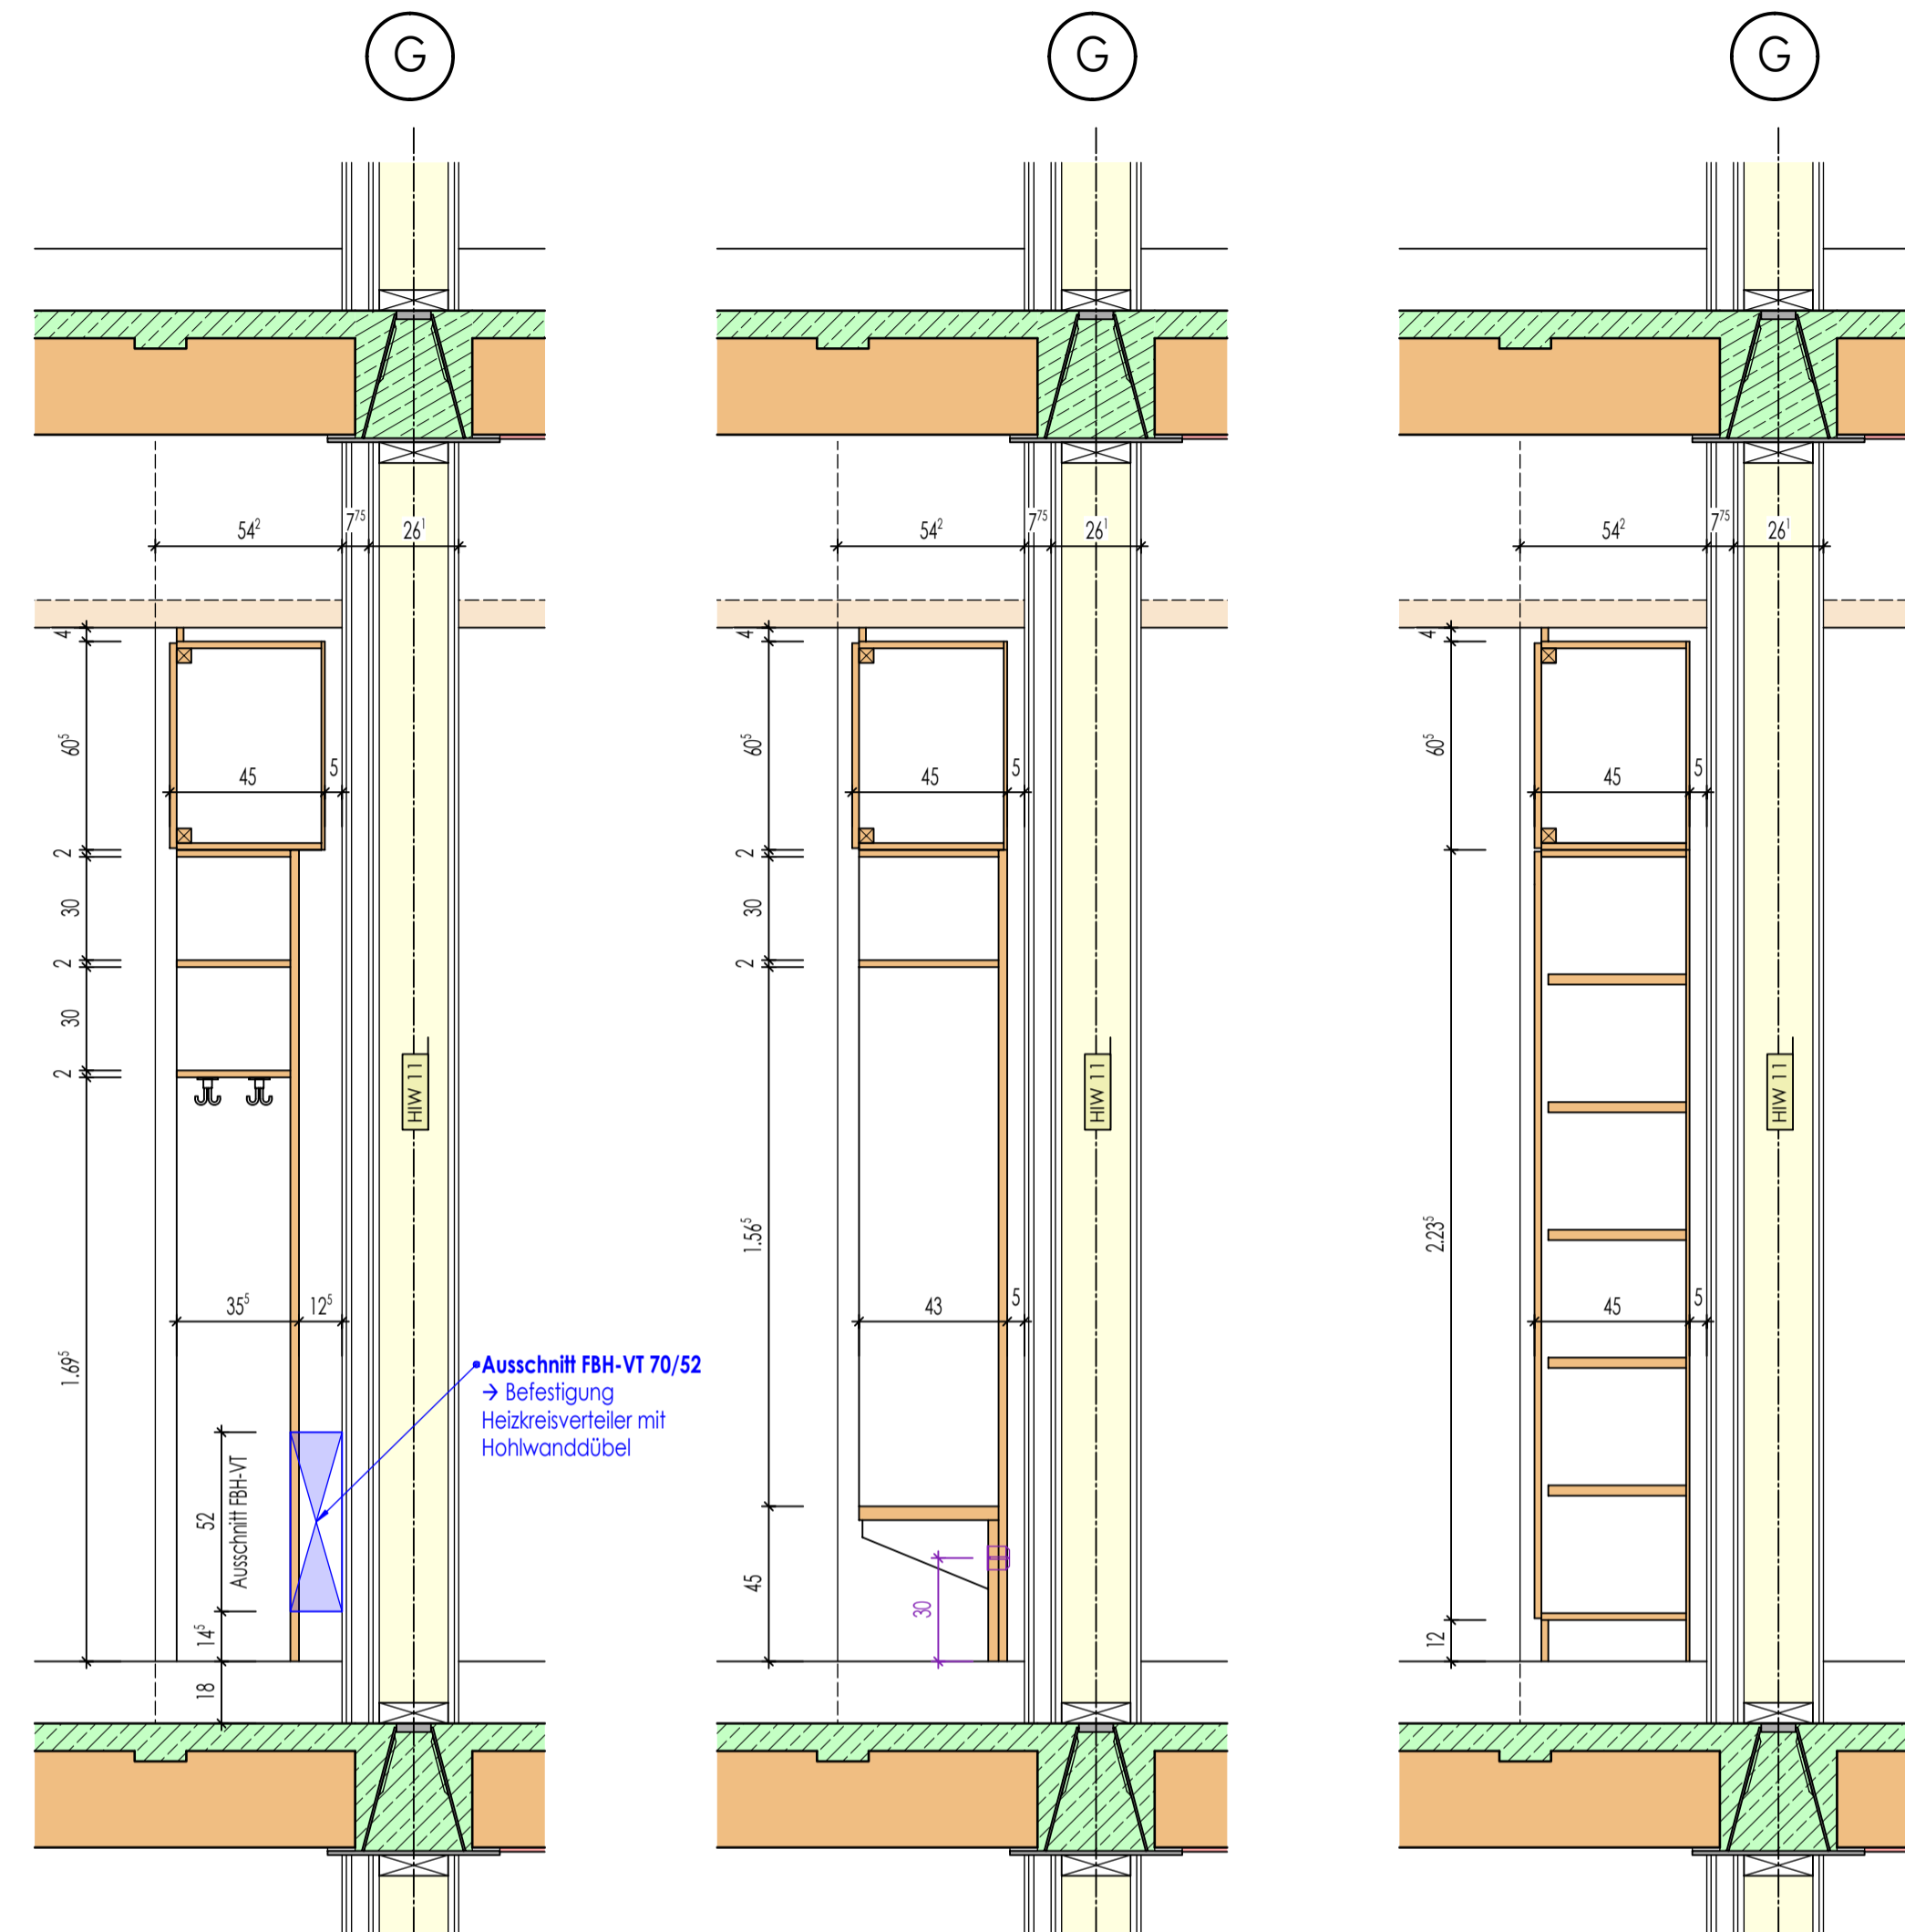 G
G
G
54² 7⁷⁵ 26¹
54² 7⁷⁵ 26¹
54² 7⁷⁵ 26¹
4
60⁵
45 5
2
30
2
30
2
HIW 11
35⁵ 12⁵
1.69⁵
Ausschnitt FBH-VT 70/52
→ Befestigung
Heizkreisverteiler mit
Hohlwanddübel
52
Ausschnitt FBH-VT
14⁵
18
4
60⁵
45 5
2
30
2
HIW 11
1.56⁵
43 5
45
30
4
60⁵
45 5
HIW 11
2.23⁵
45 5
12